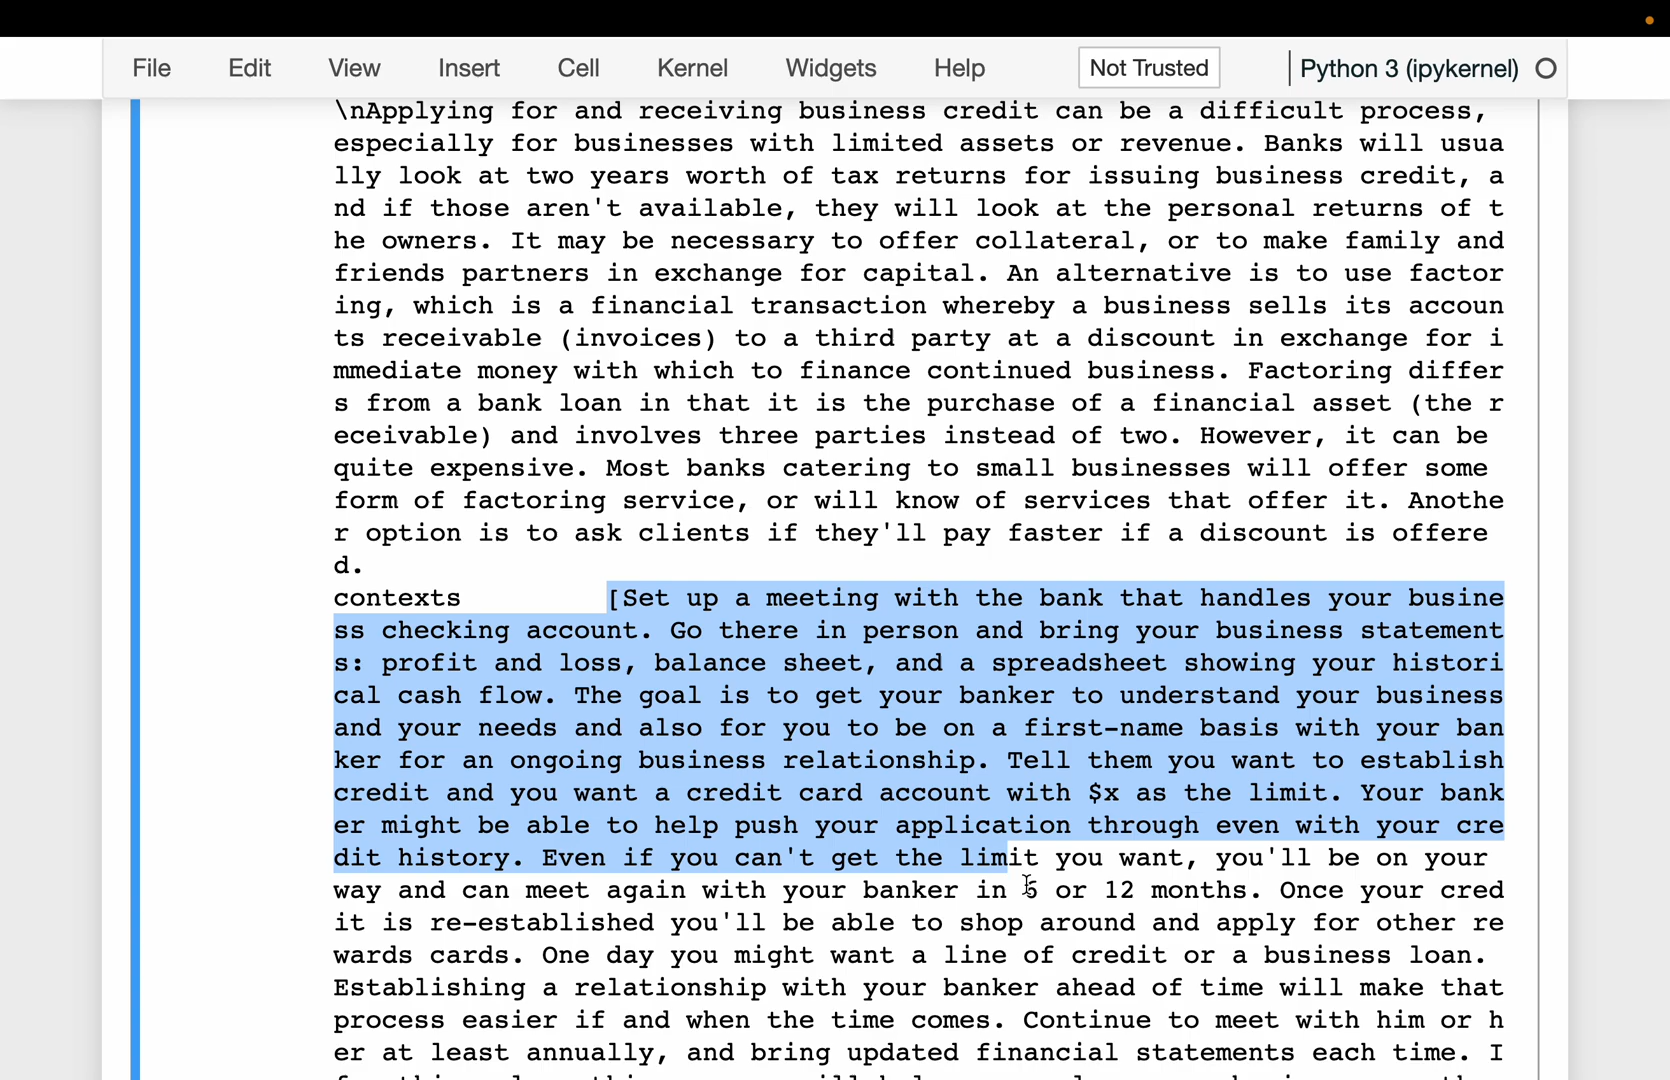 File Edit View Insert Cell Kernel Widgets Help Not Trusted Python 3 (ipykernel)
\nApplying for and receiving business credit can be a difficult process,
especially for businesses with limited assets or revenue. Banks will usua
lly look at two years worth of tax returns for issuing business credit, a
nd if those aren't available, they will look at the personal returns of t
he owners. It may be necessary to offer collateral, or to make family and
friends partners in exchange for capital. An alternative is to use factor
ing, which is a financial transaction whereby a business sells its accoun
ts receivable (invoices) to a third party at a discount in exchange for i
mmediate money with which to finance continued business. Factoring differ
s from a bank loan in that it is the purchase of a financial asset (the r
eceivable) and involves three parties instead of two. However, it can be
quite expensive. Most banks catering to small businesses will offer some
form of factoring service, or will know of services that offer it. Anothe
r option is to ask clients if they'll pay faster if a discount is offere
d.
contexts [Set up a meeting with the bank that handles your busine
ss checking account. Go there in person and bring your business statement
s: profit and loss, balance sheet, and a spreadsheet showing your histori
cal cash flow. The goal is to get your banker to understand your business
and your needs and also for you to be on a first-name basis with your ban
ker for an ongoing business relationship. Tell them you want to establish
credit and you want a credit card account with $x as the limit. Your bank
er might be able to help push your application through even with your cre
dit history. Even if you can't get the limit you want, you'll be on your
way and can meet again with your banker in 6 or 12 months. Once your cred
it is re-established you'll be able to shop around and apply for other re
wards cards. One day you might want a line of credit or a business loan.
Establishing a relationship with your banker ahead of time will make that
process easier if and when the time comes. Continue to meet with him or h
er at least annually, and bring updated financial statements each time. I